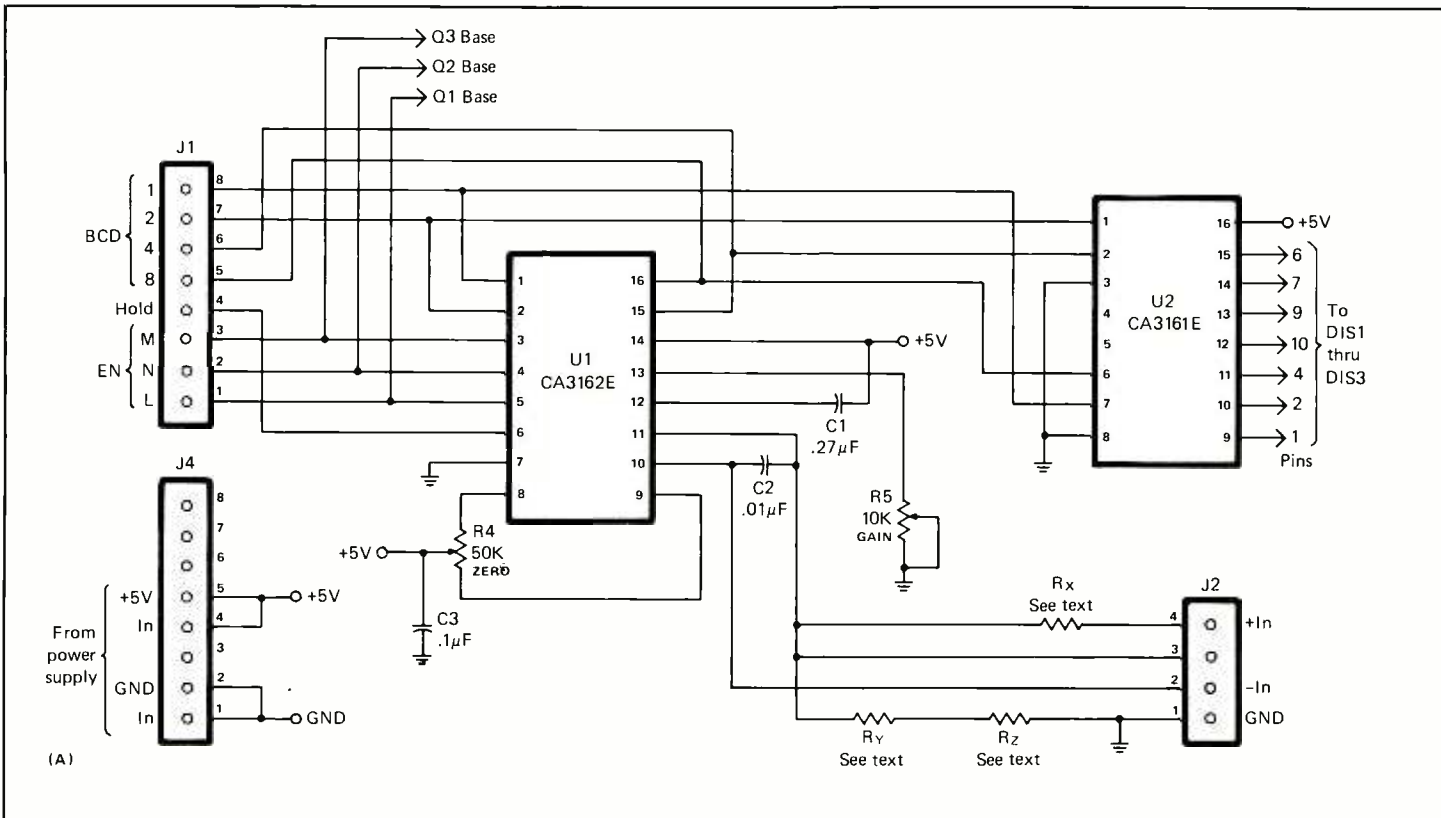 Q3 Base
Q2 Base
Q1 Base
J1
BCD
1 8
2 7
4 6
8 5
Hold 4
EN
M 3
N 2
L 1
U1
CA3162E
1
2
3
4
5
6
7
8
16
15
14
13
12
11
10
9
+5V
C1
.27µF
C2
.01µF
R4
50K
ZERO
+5V
C3
.1µF
R5
10K
GAIN
U2
CA3161E
1
2
3
4
5
6
7
8
16 +5V
15 6
14 7
13 9
12 10
11 4
10 2
9 1
Pins
To
DIS1
thru
DIS3
J4
8
7
6
+5V 5 +5V
In 4
3
GND 2
In 1 GND
From
power
supply
RX
See text
RY
See text
RZ
See text
J2
4 +In
3
2 -In
1 GND
(A)